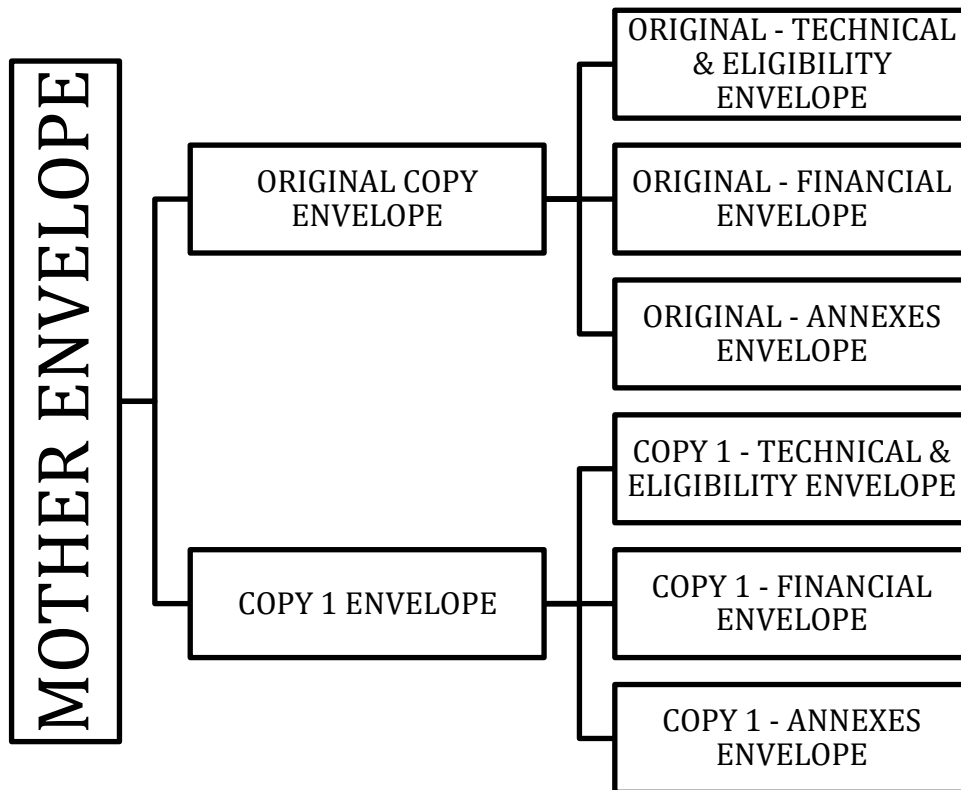 MOTHER ENVELOPE
ORIGINAL COPY
ENVELOPE
ORIGINAL - TECHNICAL
& ELIGIBILITY
ENVELOPE
ORIGINAL - FINANCIAL
ENVELOPE
ORIGINAL - ANNEXES
ENVELOPE
COPY 1 ENVELOPE
COPY 1 - TECHNICAL &
ELIGIBILITY ENVELOPE
COPY 1 - FINANCIAL
ENVELOPE
COPY 1 - ANNEXES
ENVELOPE